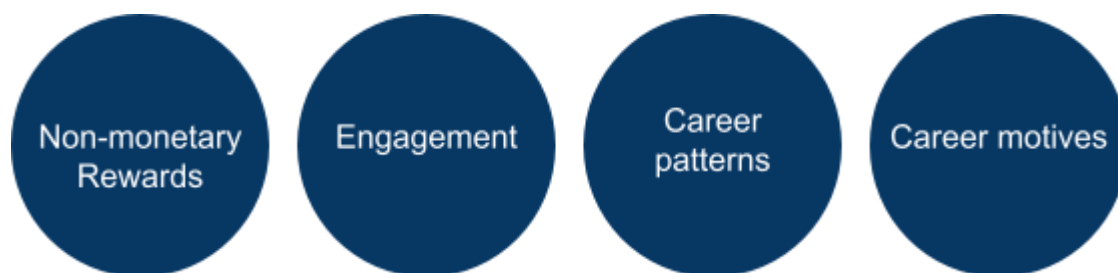 Non-monetary
Rewards
Engagement
Career
patterns
Career motives